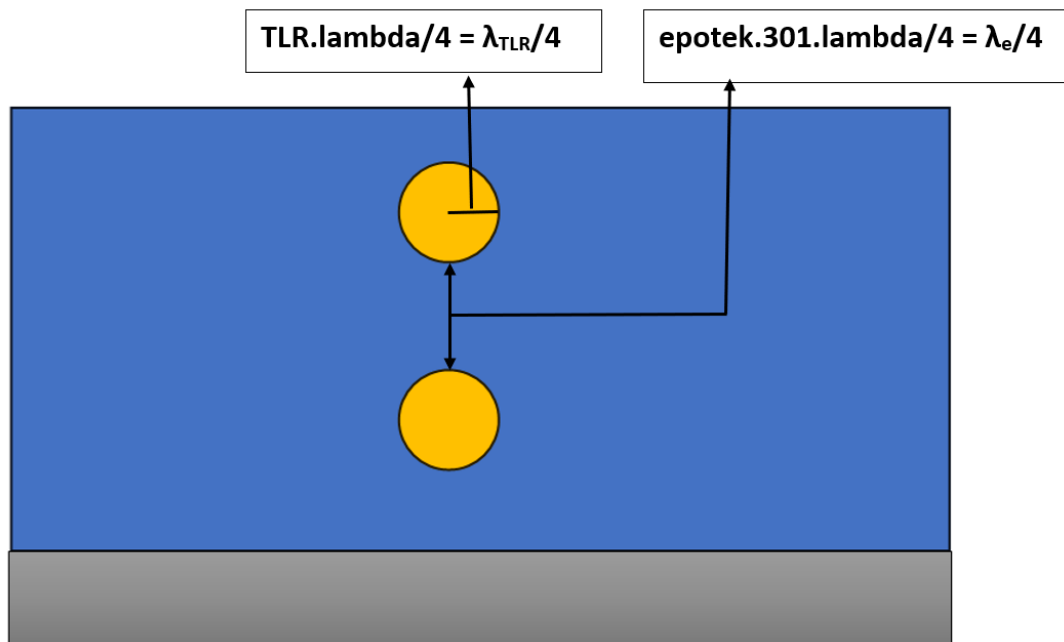 TLR.lambda/4 = λTLR/4
epotek.301.lambda/4 = λe/4